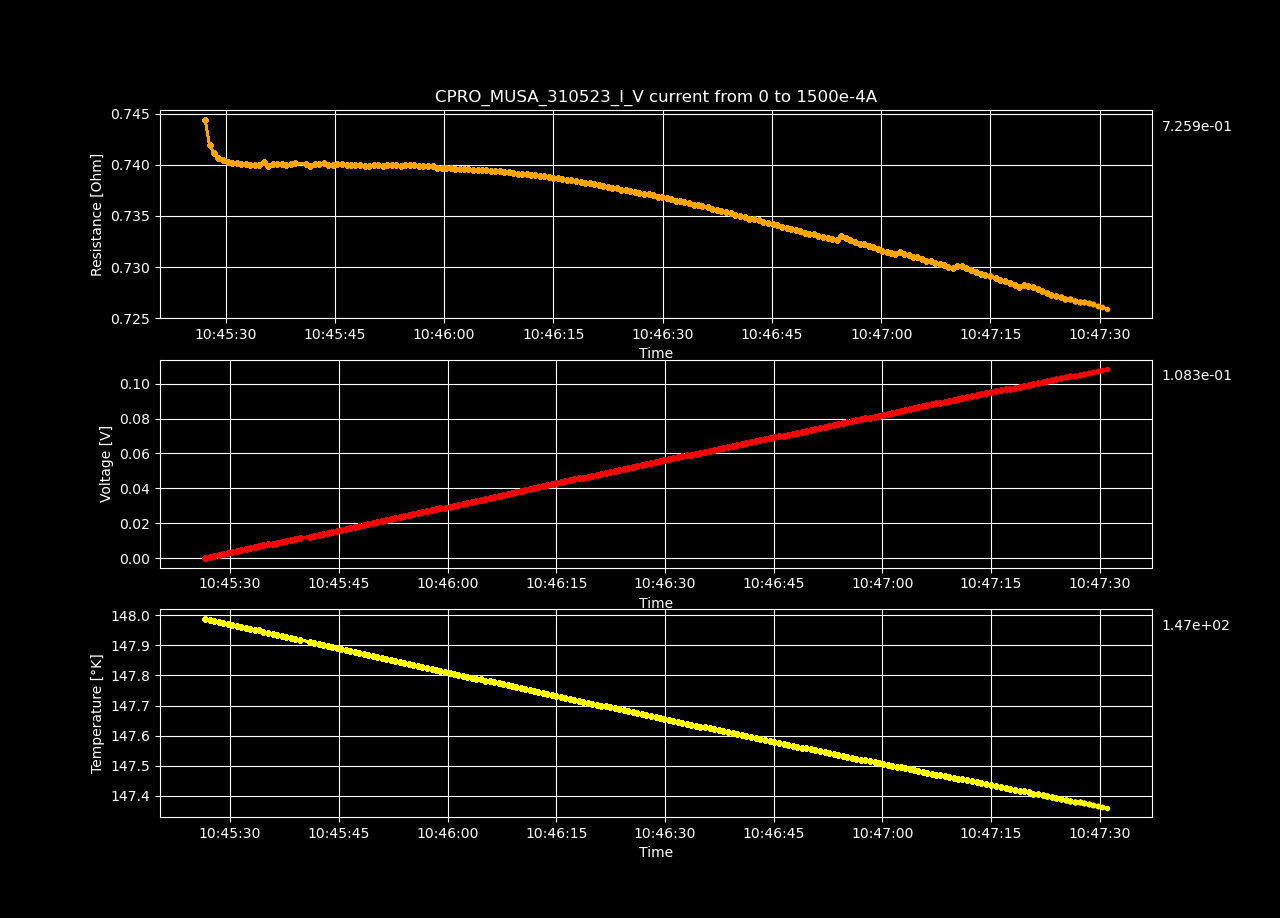 CPRO_MUSA_310523_I_V current from 0 to 1500e-4A
0.745
0.740
0.735
0.730
0.725
Resistance [Ohm]
7.259e-01
10:45:30 10:45:45 10:46:00 10:46:15 10:46:30 10:46:45 10:47:00 10:47:15 10:47:30
Time
0.10
0.08
0.06
0.04
0.02
0.00
Voltage [V]
1.083e-01
10:45:30 10:45:45 10:46:00 10:46:15 10:46:30 10:46:45 10:47:00 10:47:15 10:47:30
Time
148.0
147.9
147.8
147.7
147.6
147.5
147.4
Temperature [°K]
1.47e+02
10:45:30 10:45:45 10:46:00 10:46:15 10:46:30 10:46:45 10:47:00 10:47:15 10:47:30
Time